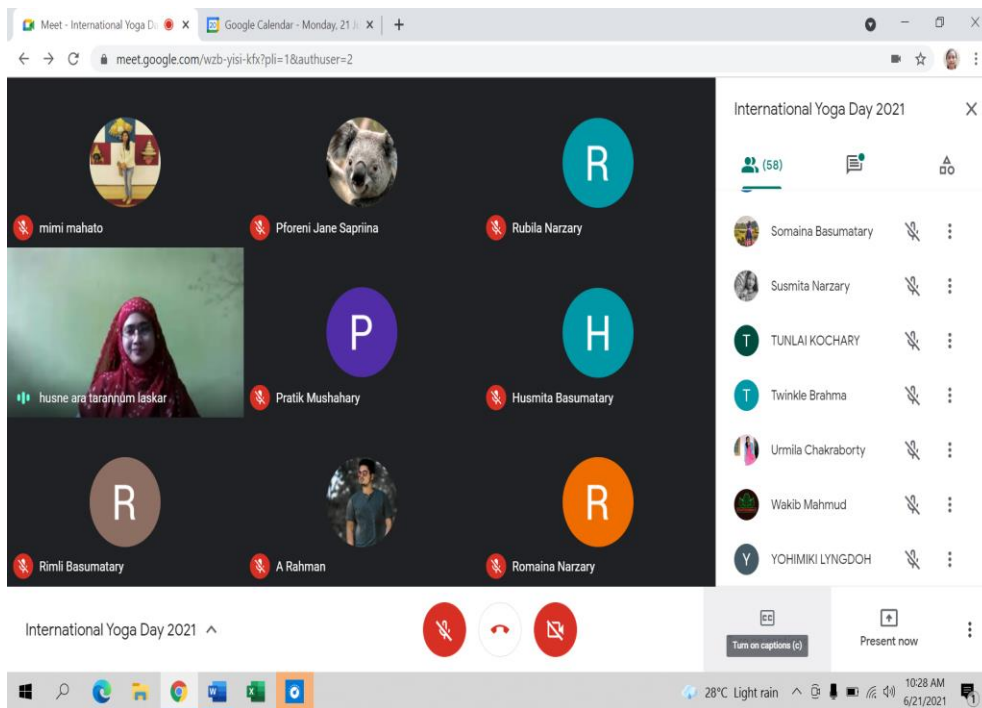 Meet - International Yoga D
Google Calendar - Monday, 21 J
meet.google.com/wzb-yisi-kfx?pli=1&authuser=2
International Yoga Day 2021
(58)
mimi mahato
Pforeni Jane Sapriina
R
Rubila Narzary
husne ara tarannum laskar
P
Pratik Mushahary
H
Husmita Basumatary
R
Rimli Basumatary
A Rahman
R
Romaina Narzary
Somaina Basumatary
Susmita Narzary
T TUNLAI KOCHARY
T Twinkle Brahma
Urmila Chakraborty
Wakib Mahmud
Y YOHIMIKI LYNGDOH
International Yoga Day 2021
CC
Turn on captions (c)
Present now
28°C Light rain
10:28 AM
6/21/2021
1